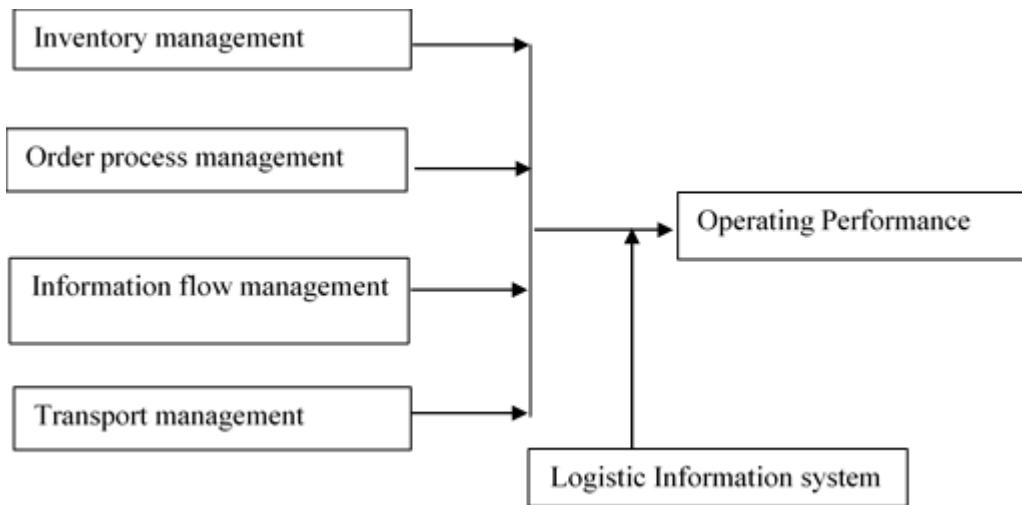 Inventory management
Order process management
Operating Performance
Information flow management
Transport management
Logistic Information system